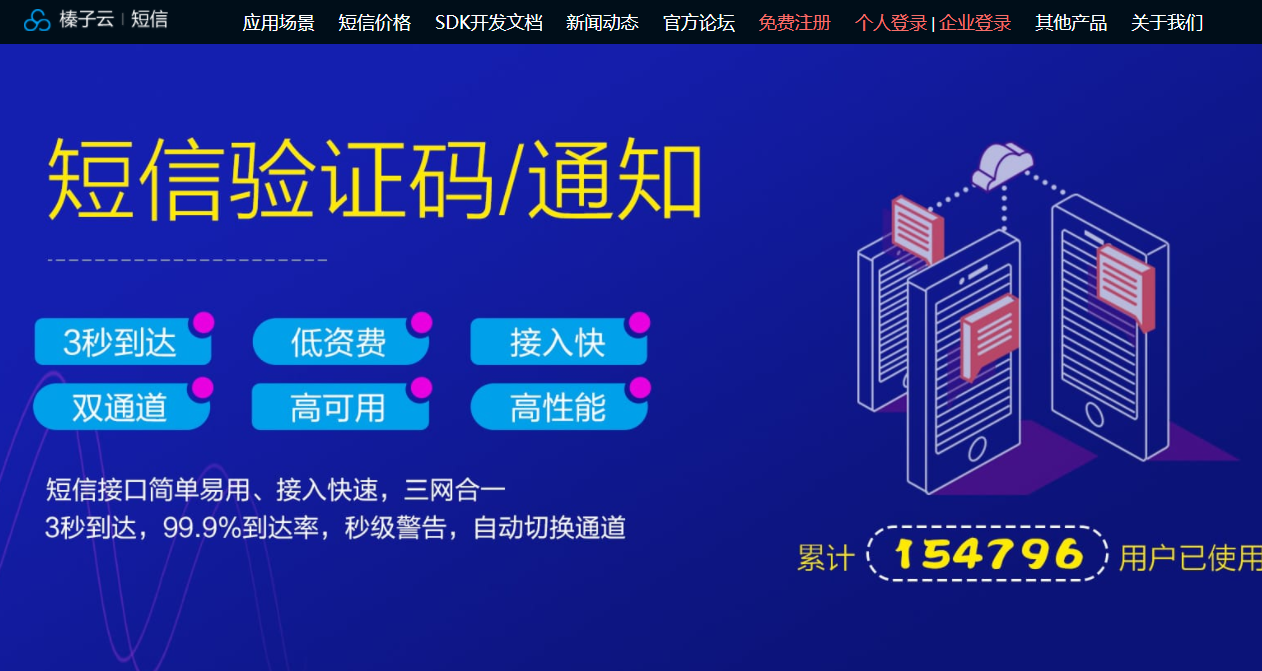 榛子云 | 短信
应用场景 短信价格 SDK开发文档 新闻动态 官方论坛 免费注册 个人登录 | 企业登录 其他产品 关于我们
短信验证码/通知
3秒到达 低资费 接入快
双通道 高可用 高性能
短信接口简单易用、接入快速，三网合一
3秒到达，99.9%到达率，秒级警告，自动切换通道
累计 154796 用户已使用